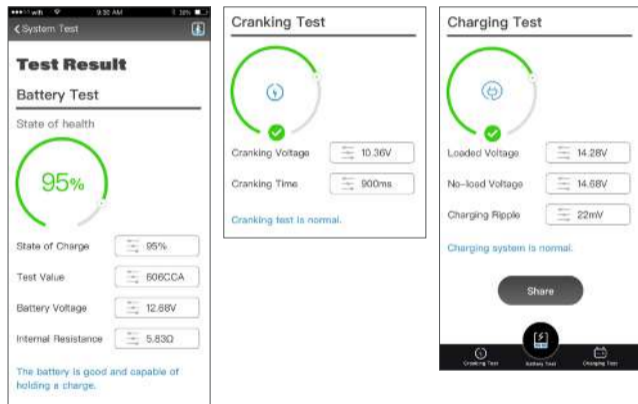 9:30 AM
System Test
Test Result
Battery Test
State of health
95%
State of Charge 95%
Test Value 606CCA
Battery Voltage 12.68V
Internal Resistance 5.83Ω
The battery is good and capable of
holding a charge.
Cranking Test
Cranking Voltage 10.36V
Cranking Time 900ms
Cranking test is normal.
Charging Test
Loaded Voltage 14.28V
No-load Voltage 14.68V
Charging Ripple 22mV
Charging system is normal.
Share
Cranking Test
Battery Test
Charging Test